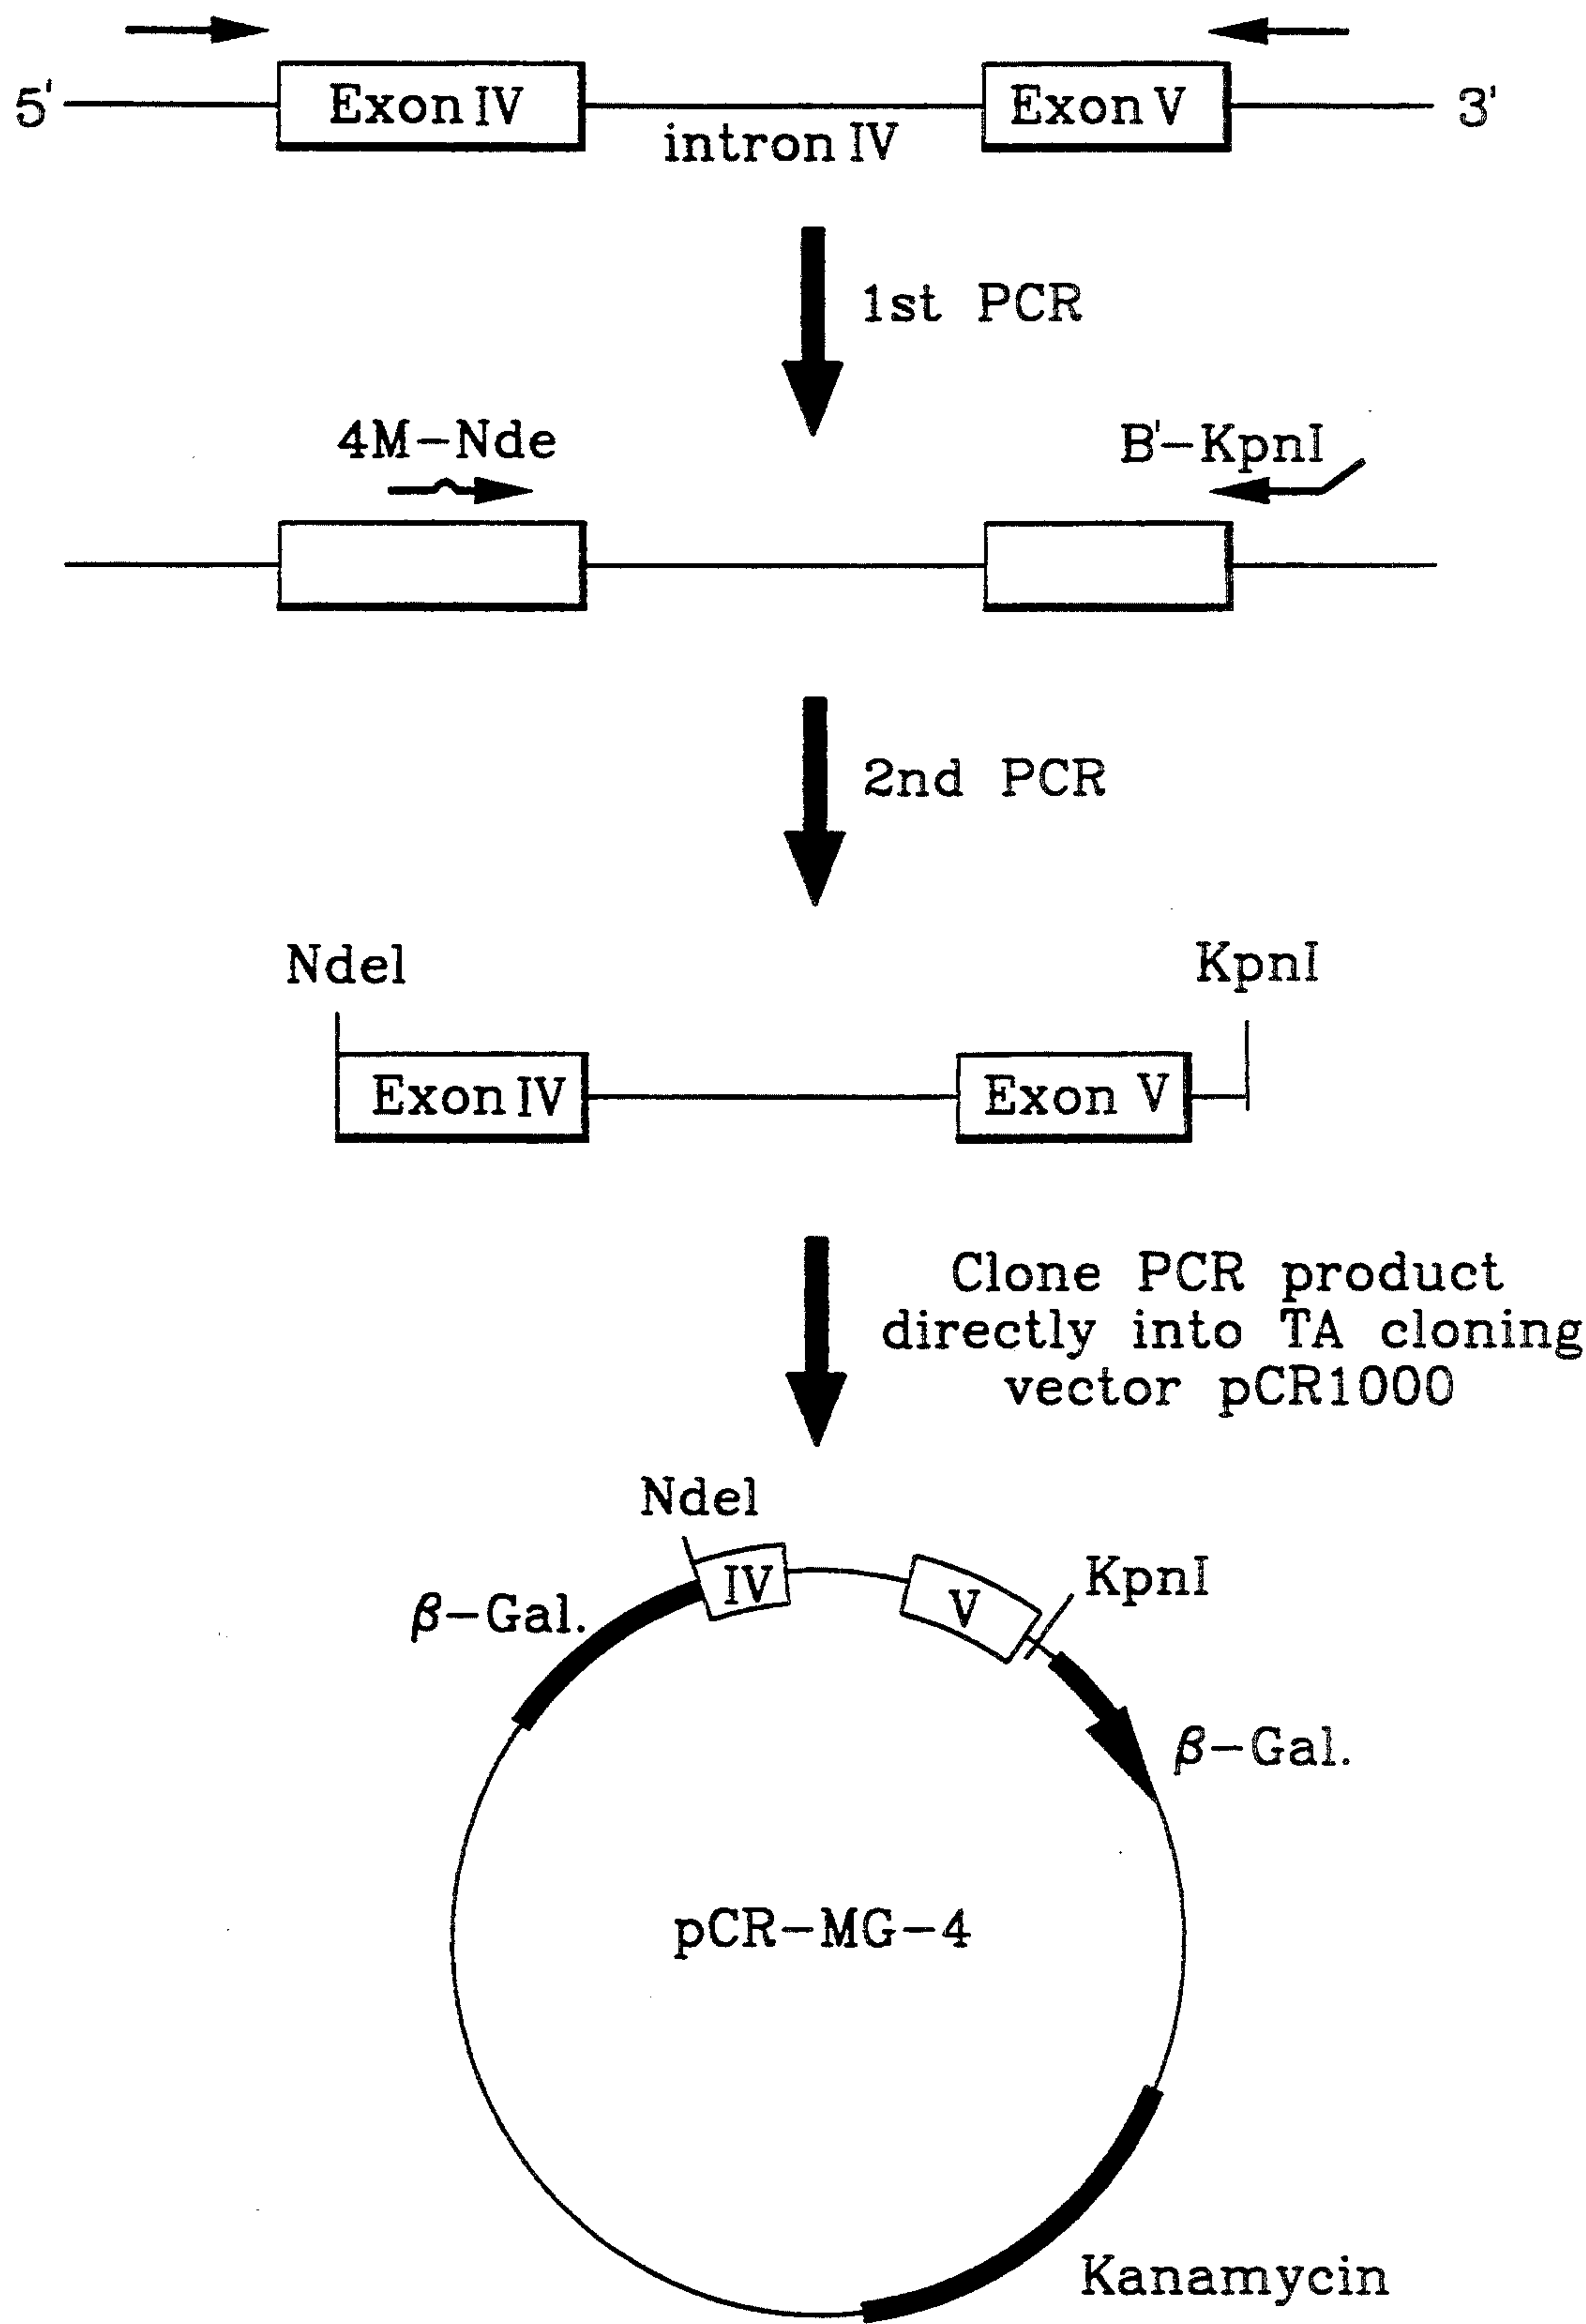 5'
Exon IV
intron IV
Exon V
3'
1st PCR
4M-Nde
B'-KpnI
2nd PCR
NdeI
KpnI
Exon IV
Exon V
Clone PCR product
directly into TA cloning
vector pCR1000
NdeI
IV
V
KpnI
β-Gal.
β-Gal.
pCR-MG-4
Kanamycin